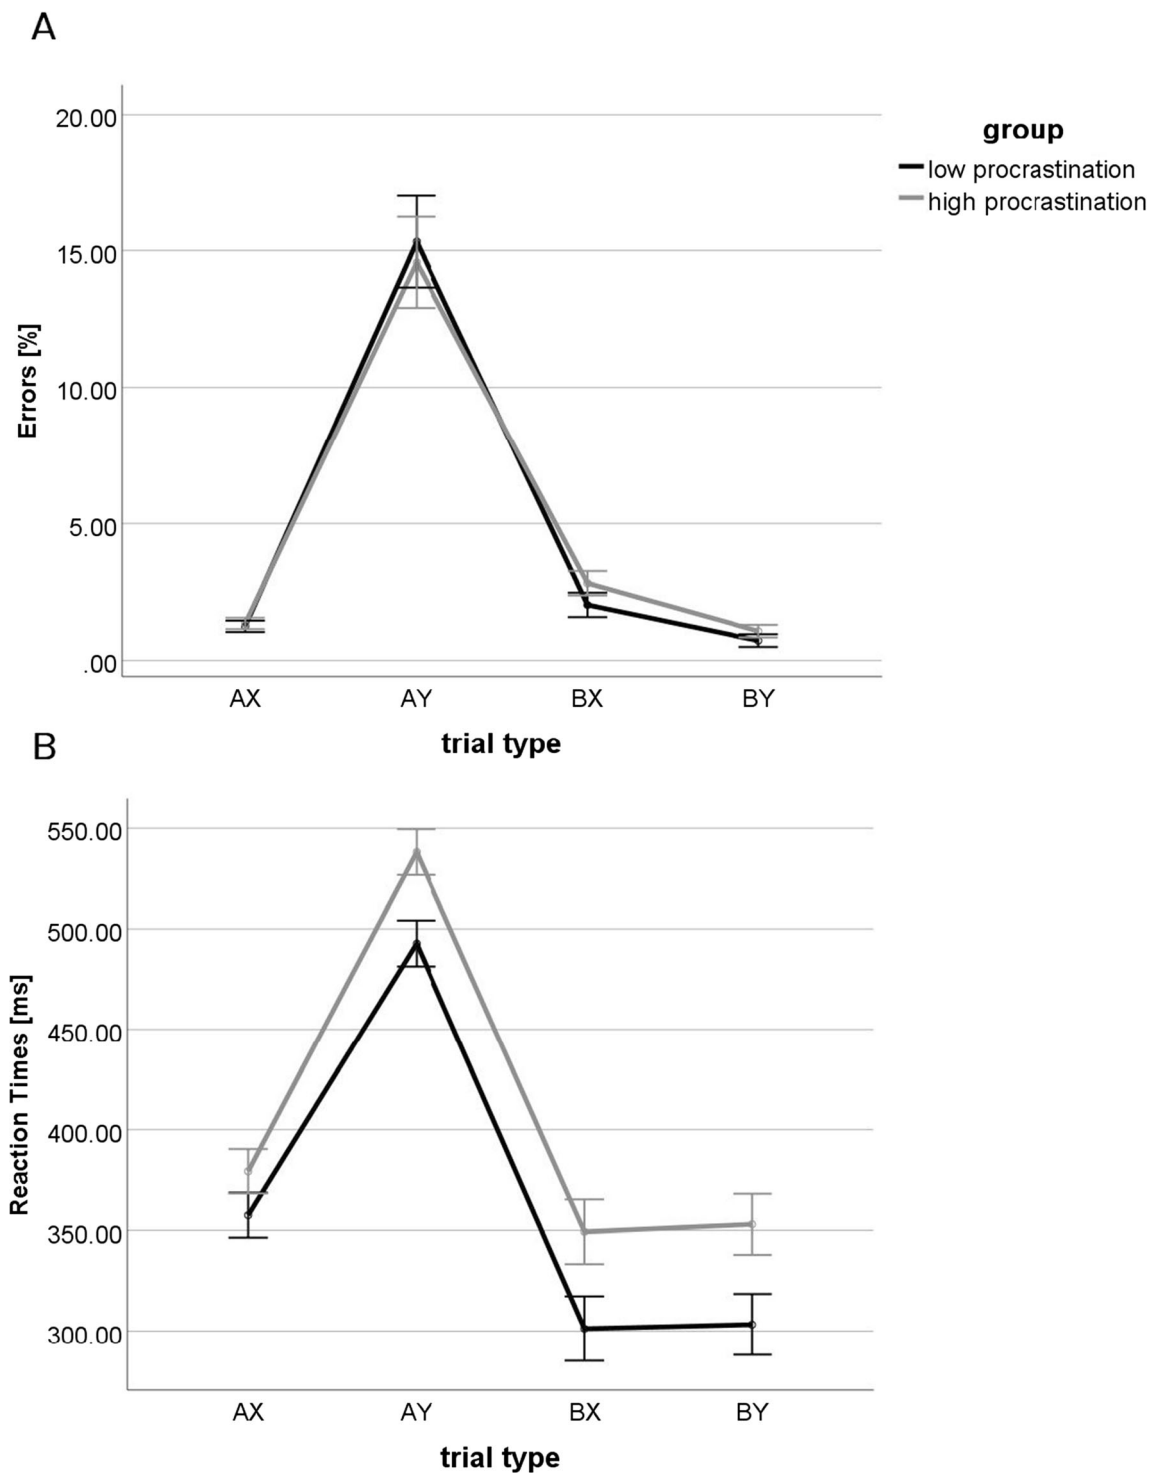 A
20.00
15.00
10.00
5.00
.00
Errors [%]
AX AY BX BY
trial type
group
low procrastination
high procrastination
B
550.00
500.00
450.00
400.00
350.00
300.00
Reaction Times [ms]
AX AY BX BY
trial type